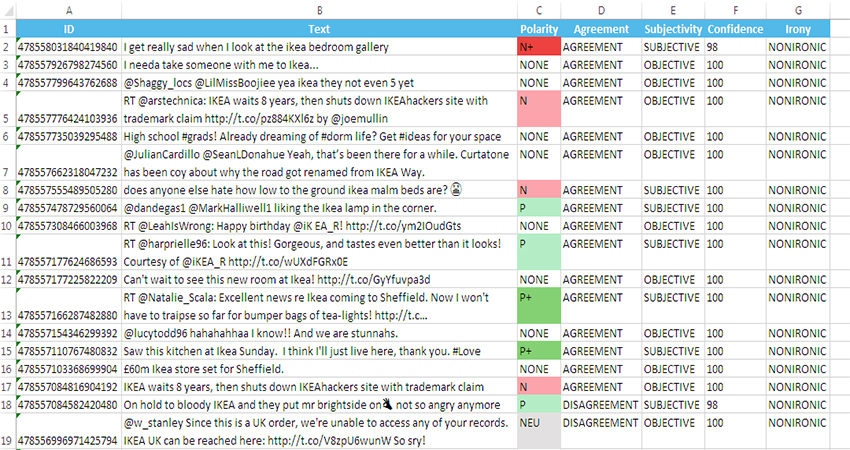 A B C D E F G
1 ID Text Polarity Agreement Subjectivity Confidence Irony
2 478558031840419840 I get really sad when I look at the ikea bedroom gallery N+ AGREEMENT SUBJECTIVE 98 NONIRONIC
3 478557926798274560 I needa take someone with me to Ikea... NONE AGREEMENT OBJECTIVE 100 NONIRONIC
4 478557799643762688 @Shaggy_locs @LilMissBoojiee yea ikea they not even 5 yet NONE AGREEMENT OBJECTIVE 100 NONIRONIC
RT @arstechnica: IKEA waits 8 years, then shuts down IKEAhackers site with N AGREEMENT OBJECTIVE 100 NONIRONIC
5 478557776424103936 trademark claim http://t.co/pz884KXl6z by @joemullin
6 478557735039295488 High school #grads! Already dreaming of #dorm life? Get #ideas for your space NONE AGREEMENT OBJECTIVE 100 NONIRONIC
@JulianCardillo @SeanLDonahue Yeah, that's been there for a while. Curtatone NONE AGREEMENT OBJECTIVE 100 NONIRONIC
7 478557662318047232 has been coy about why the road got renamed from IKEA Way.
8 478557555489505280 does anyone else hate how low to the ground ikea malm beds are? 😫 N AGREEMENT SUBJECTIVE 100 NONIRONIC
9 478557478729560064 @dandegas1 @MarkHalliwell1 liking the Ikea lamp in the corner. P AGREEMENT SUBJECTIVE 100 NONIRONIC
10 478557308466003968 RT @LeahIsWrong: Happy birthday @iK EA_R! http://t.co/ym2IOudGts NONE AGREEMENT OBJECTIVE 100 NONIRONIC
RT @harprielle96: Look at this! Gorgeous, and tastes even better than it looks! P AGREEMENT SUBJECTIVE 100 NONIRONIC
11 478557177624686593 Courtesy of @iKEA_R http://t.co/wUXdFGRx0E
12 478557177225822209 Can't wait to see this new room at Ikea! http://t.co/GyYfuvpa3d NONE AGREEMENT OBJECTIVE 100 NONIRONIC
RT @Natalie_Scala: Excellent news re Ikea coming to Sheffield. Now I won't P+ AGREEMENT SUBJECTIVE 100 NONIRONIC
13 478557166287482880 have to traipse so far for bumper bags of tea-lights! http://t.c...
14 478557154346299392 @lucytodd96 hahahahhaa I know!! And we are stunnahs. NONE AGREEMENT OBJECTIVE 100 NONIRONIC
15 478557110767480832 Saw this kitchen at Ikea Sunday. I think I'll just live here, thank you. #Love P+ AGREEMENT SUBJECTIVE 100 NONIRONIC
16 478557103368699904 £60m Ikea store set for Sheffield. NONE AGREEMENT OBJECTIVE 100 NONIRONIC
17 478557084816904192 IKEA waits 8 years, then shuts down IKEAhackers site with trademark claim N AGREEMENT OBJECTIVE 100 NONIRONIC
18 478557084582420480 On hold to bloody IKEA and they put mr brightside on not so angry anymore P DISAGREEMENT SUBJECTIVE 98 NONIRONIC
@w_stanley Since this is a UK order, we're unable to access any of your records. NEU DISAGREEMENT OBJECTIVE 100 NONIRONIC
19 478556996971425794 IKEA UK can be reached here: http://t.co/V8zpU6wunW So sry!